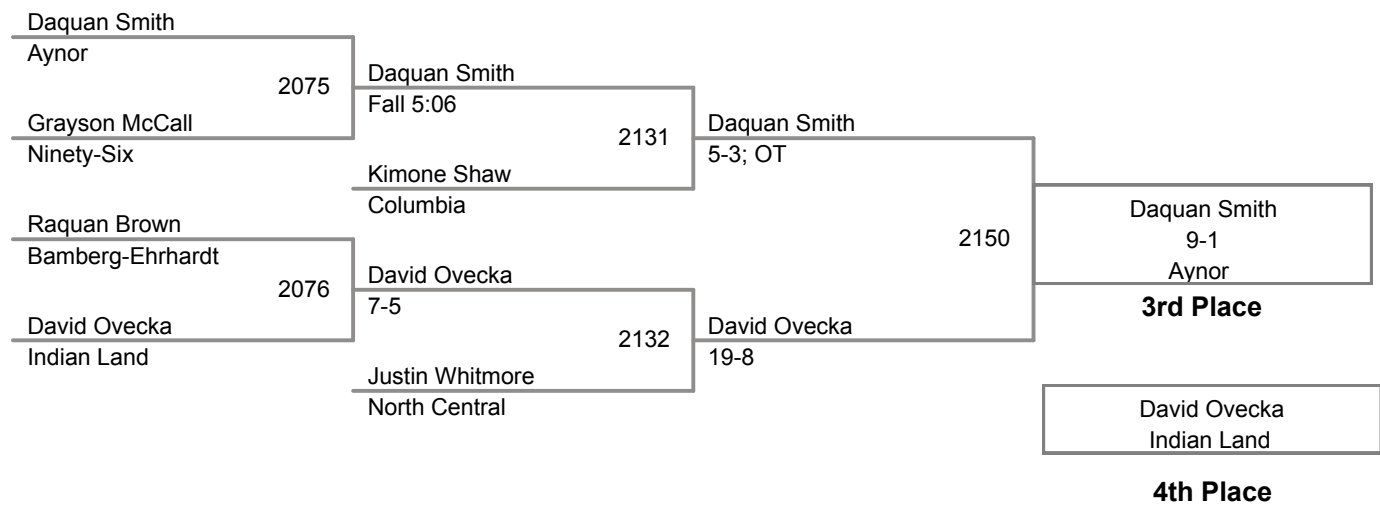 Daquan Smith
Aynor
2075
Grayson McCall
Ninety-Six
Raquan Brown
Bamberg-Ehrhardt
2076
David Ovecka
Indian Land
Daquan Smith
Fall 5:06
2131
Kimone Shaw
Columbia
David Ovecka
7-5
2132
Justin Whitmore
North Central
Daquan Smith
5-3; OT
2150
David Ovecka
19-8
Daquan Smith
9-1
Aynor
3rd Place
David Ovecka
Indian Land
4th Place